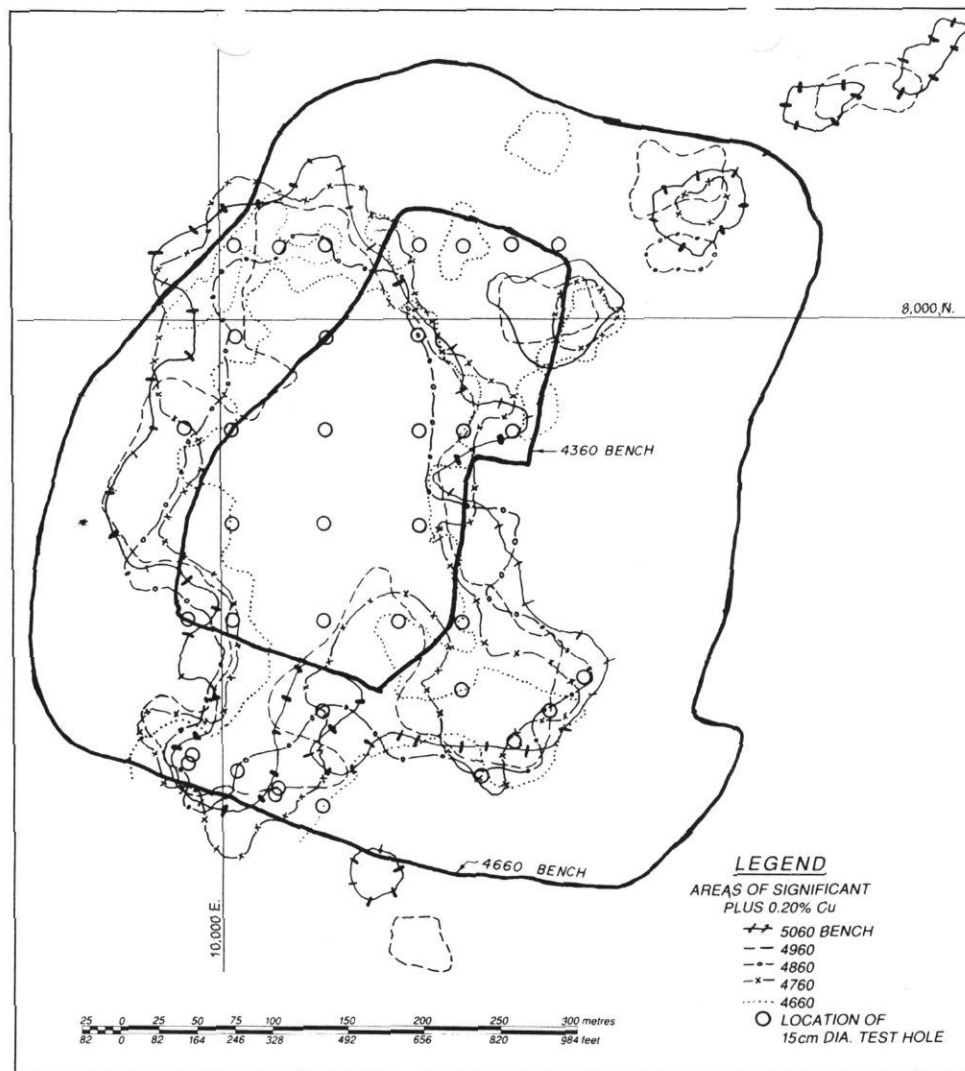 8,000 N.
4360 BENCH
4660 BENCH
10,000 E.
LEGEND
AREAS OF SIGNIFICANT
PLUS 0.20% Cu
5060 BENCH
4960
4860
4760
4660
LOCATION OF
15cm DIA. TEST HOLE
25 0 25 50 75 100 150 200 250 300 metres
82 0 82 164 246 328 492 656 820 984 feet